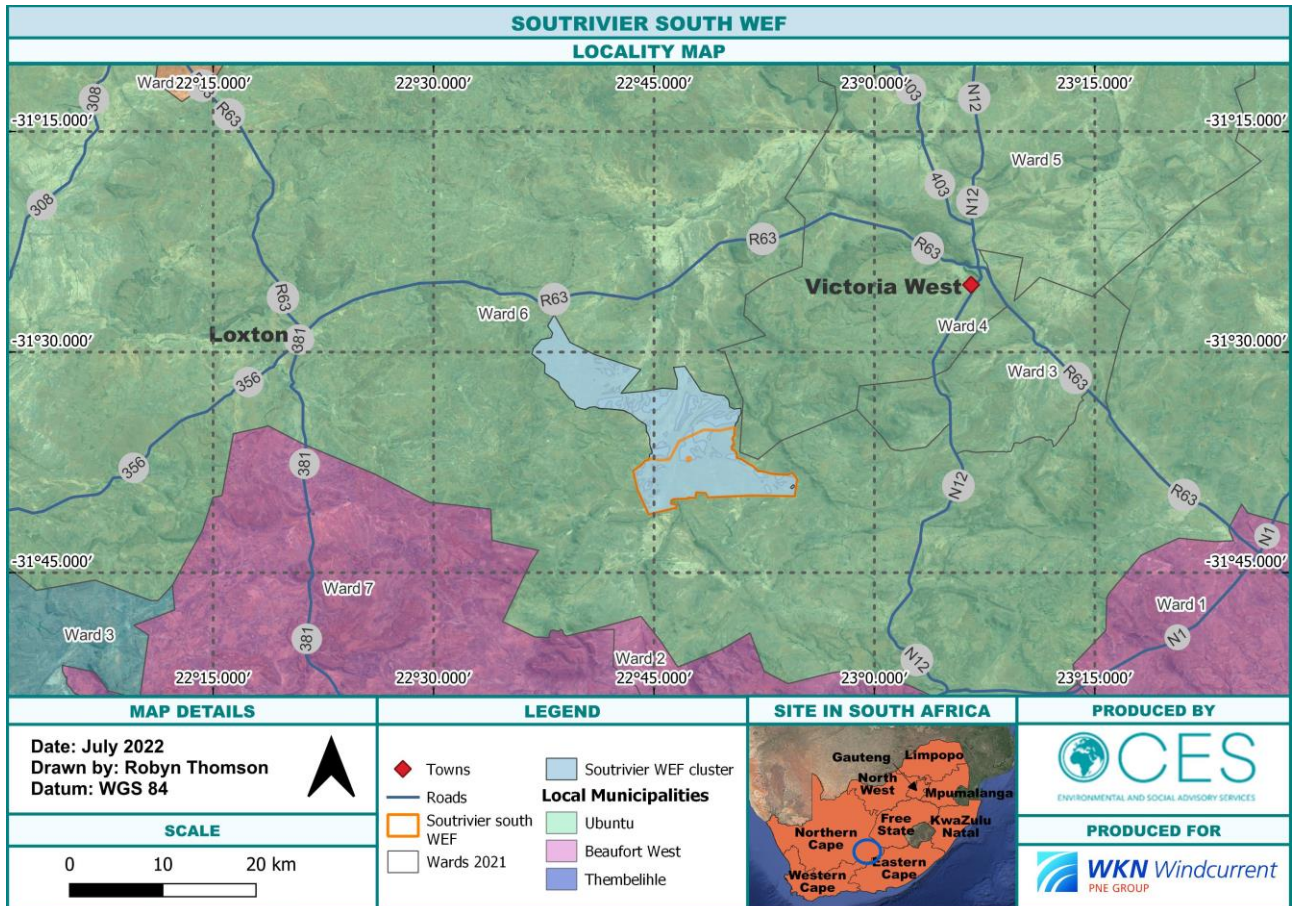 SOUTRIVIER SOUTH WEF
LOCALITY MAP
Ward
22°15.000′
22°30.000′
22°45.000′
23°0.000′
23°15.000′
308
R63
403
N12
-31°15.000′
-31°15.000′
Ward 5
308
403
N12
R63
R63
R63
R63
Victoria West
Ward 6
Ward 4
Loxton
381
-31°30.000′
-31°30.000′
356
Ward 3
R63
356
381
N12
R63
N1
-31°45.000′
-31°45.000′
Ward 7
Ward 1
Ward 3
381
N1
Ward 2
N12
22°15.000′
22°30.000′
22°45.000′
23°0.000′
23°15.000′
MAP DETAILS
Date: July 2022
Drawn by: Robyn Thomson
Datum: WGS 84
SCALE
0 10 20 km
LEGEND
Towns
Roads
Soutrivier south
WEF
Wards 2021
Soutrivier WEF cluster
Local Municipalities
Ubuntu
Beaufort West
Thembelihle
SITE IN SOUTH AFRICA
Limpopo
Gauteng
North
West
Mpumalanga
Free
State
KwaZulu
Natal
Northern
Cape
Eastern
Cape
Western
Cape
PRODUCED BY
CES
ENVIRONMENTAL AND SOCIAL ADVISORY SERVICES
PRODUCED FOR
WKN Windcurrent
PNE GROUP